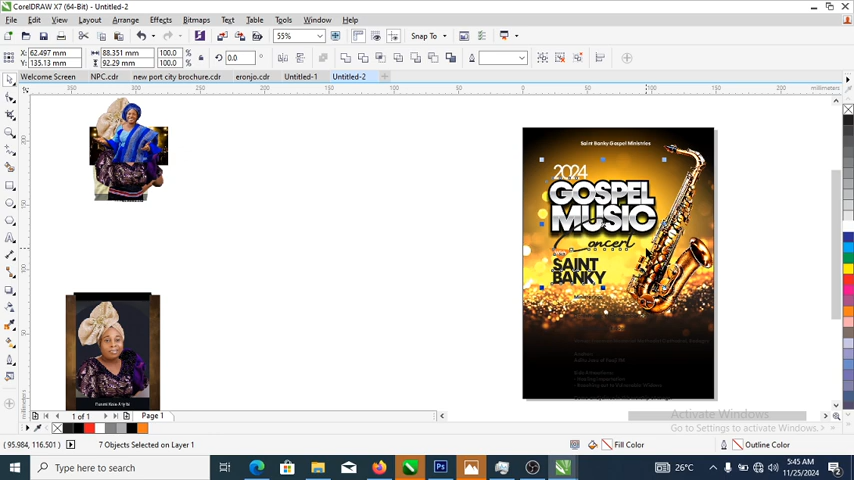 CorelDRAW X7 (64-Bit) - Untitled-2
File Edit View Layout Arrange Effects Bitmaps Text Table Tools Window Help
55% Snap To
X: 62.497 mm 88.351 mm 100.0 %
Y: 135.13 mm 92.29 mm 100.0 % 0.0
Welcome Screen NPC.cdr new port city brochure.cdr eronjo.cdr Untitled-1 Untitled-2
millimeters
Saint Banky Gospel Ministries
2024
GOSPEL
MUSIC
Concert
SAINT
BANKY
1 of 1 Page 1
Activate Windows
Go to Settings to activate Windows.
(95.984, 116.501) 7 Objects Selected on Layer 1 Fill Color Outline Color
Type here to search 26°C 5:45 AM
11/25/2024